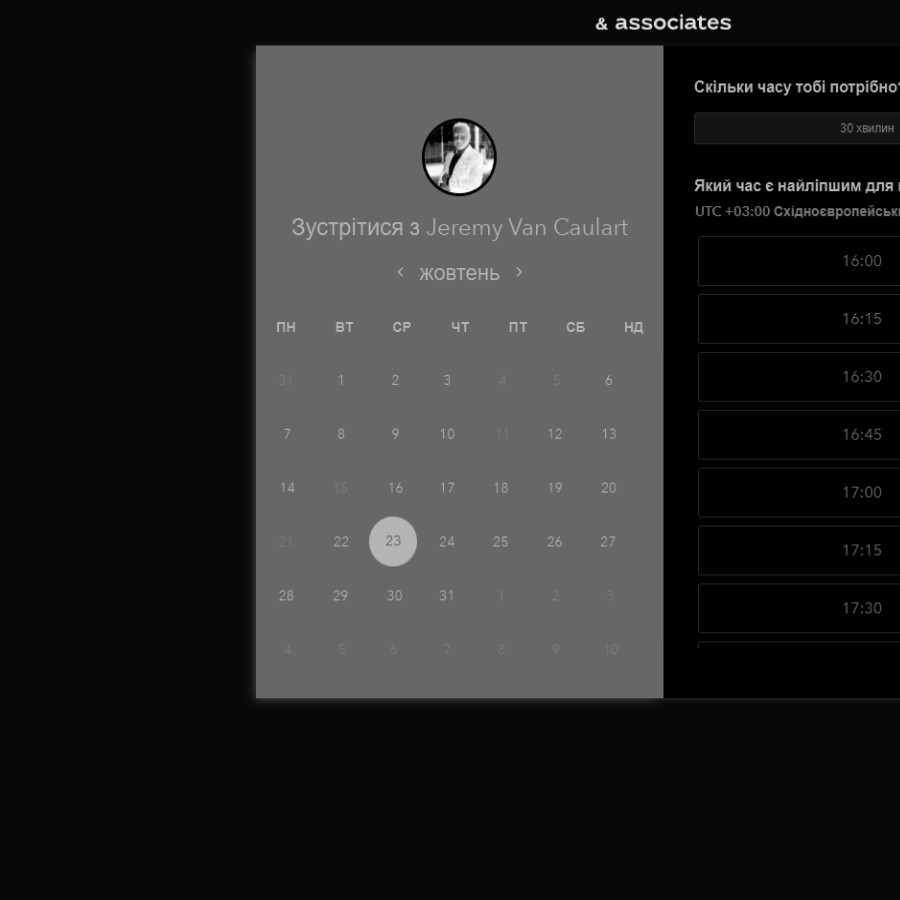 & associates
Зустрітися з Jeremy Van Caulart
‹ жовтень ›
ПН ВТ СР ЧТ ПТ СБ НД
31 1 2 3 4 5 6
7 8 9 10 11 12 13
14 15 16 17 18 19 20
21 22 23 24 25 26 27
28 29 30 31 1 2 3
4 5 6 7 8 9 10
Скільки часу тобі потрібно?
30 хвилин
Який час є найліпшим для
UTC +03:00 Східноєвропейськ
16:00
16:15
16:30
16:45
17:00
17:15
17:30